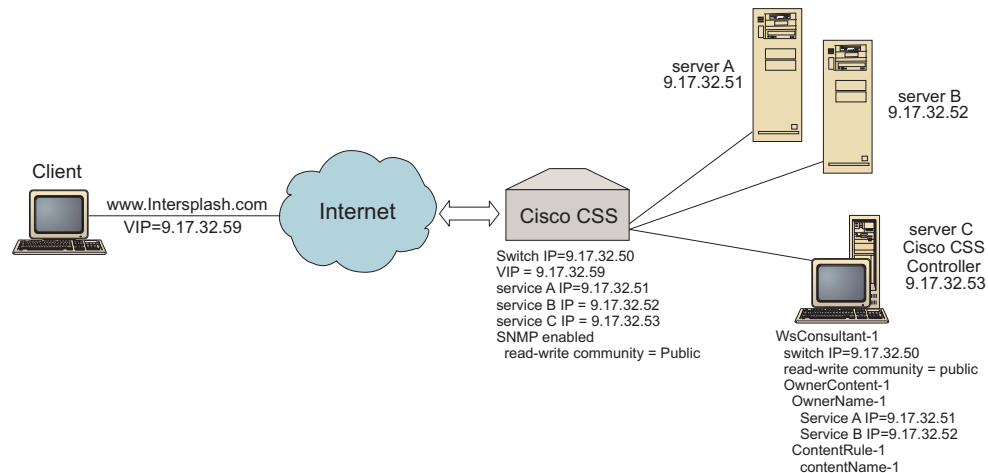 server A
9.17.32.51
server B
9.17.32.52
Client
www.Intersplash.com
VIP=9.17.32.59
Internet
Cisco CSS
Switch IP=9.17.32.50
VIP = 9.17.32.59
service A IP=9.17.32.51
service B IP = 9.17.32.52
service C IP = 9.17.32.53
SNMP enabled
read-write community = Public
server C
Cisco CSS
Controller
9.17.32.53
WsConsultant-1
switch IP=9.17.32.50
read-write community = public
OwnerContent-1
OwnerName-1
Service A IP=9.17.32.51
Service B IP=9.17.32.52
ContentRule-1
contentName-1